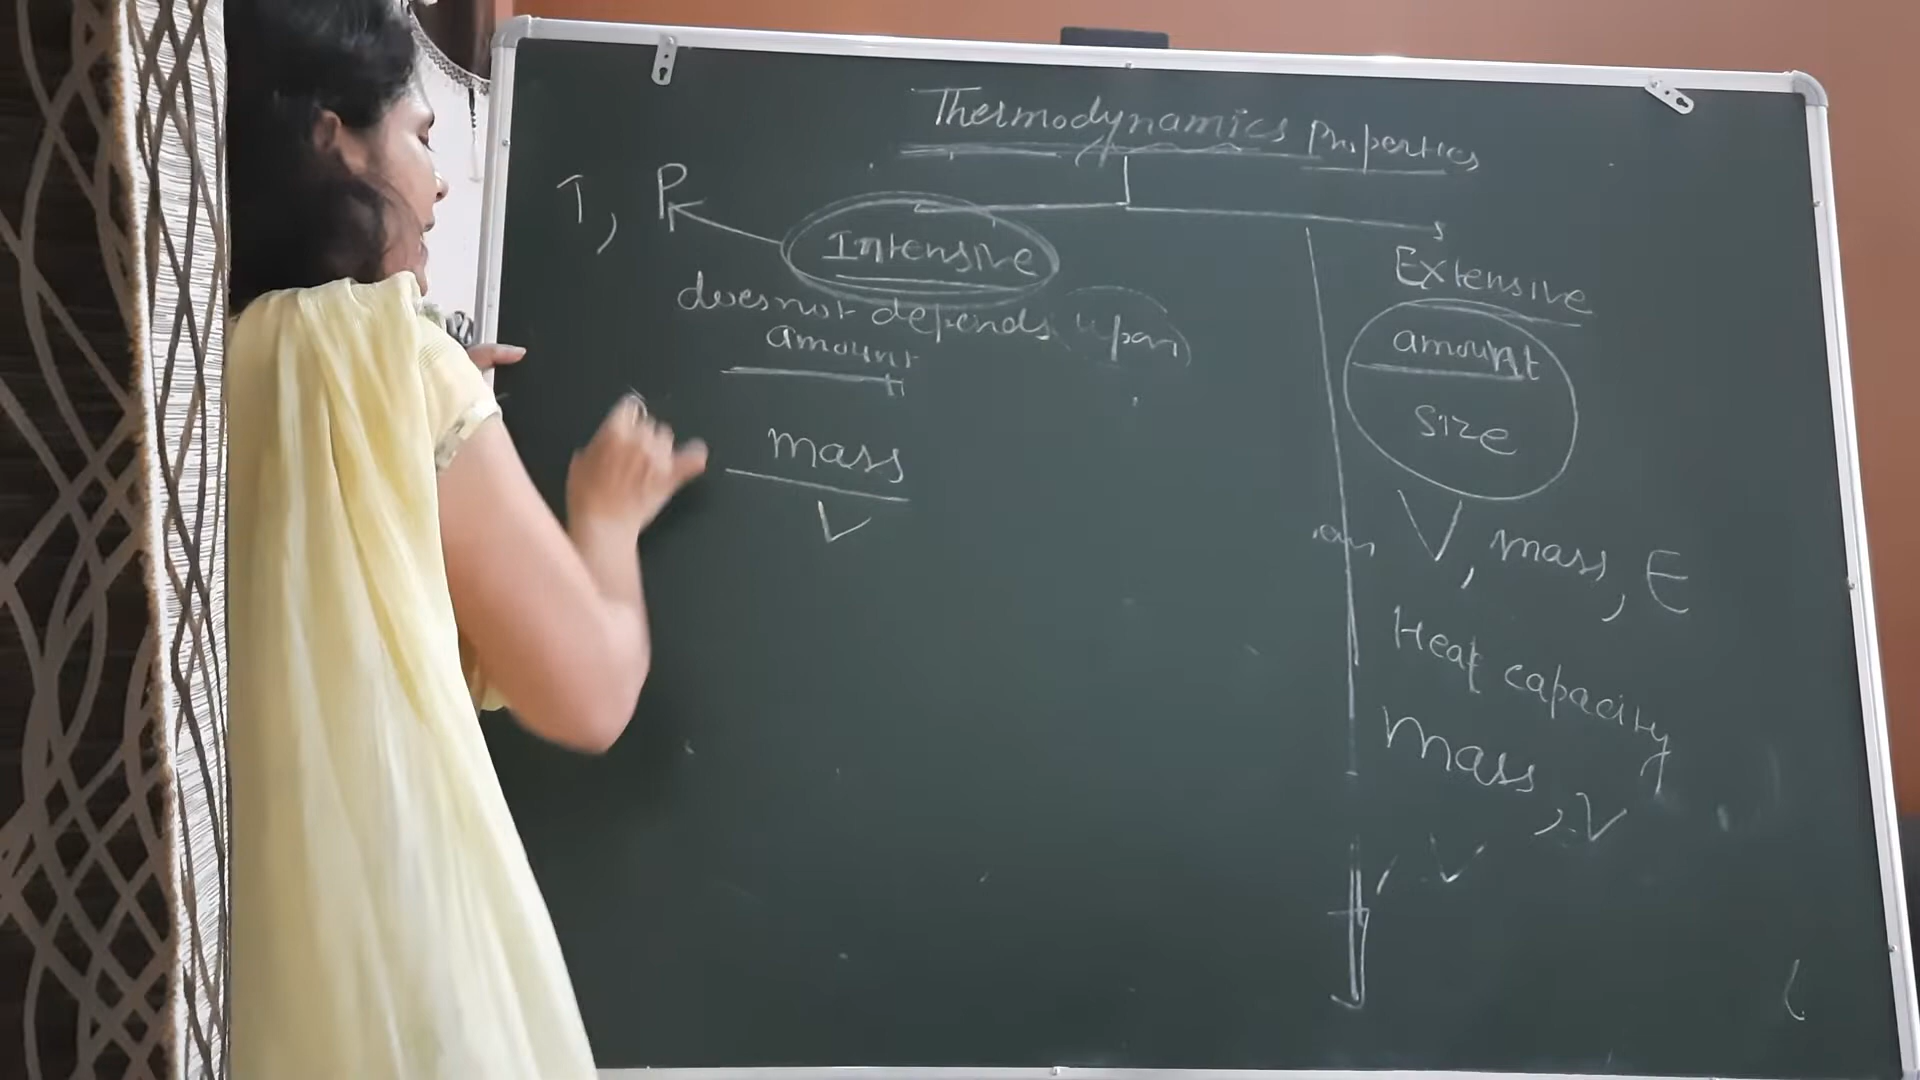 Thermodynamics Properties
T, P
Intensive
does not depends upon
amount
mass
V
Extensive
amount
size
V, mass, E
Heat capacity
mass, V